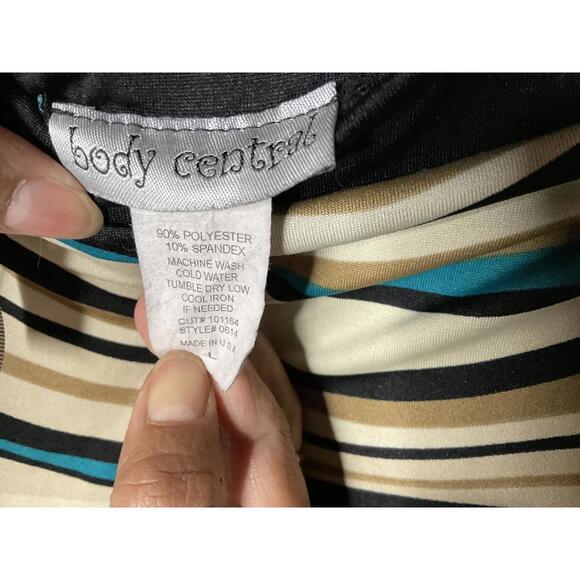 body central
90% POLYESTER
10% SPANDEX
MACHINE WASH
COLD WATER
TUMBLE DRY LOW
COOL IRON
IF NEEDED
CUT# 101164
STYLE# 0614
MADE IN U.S.A
L